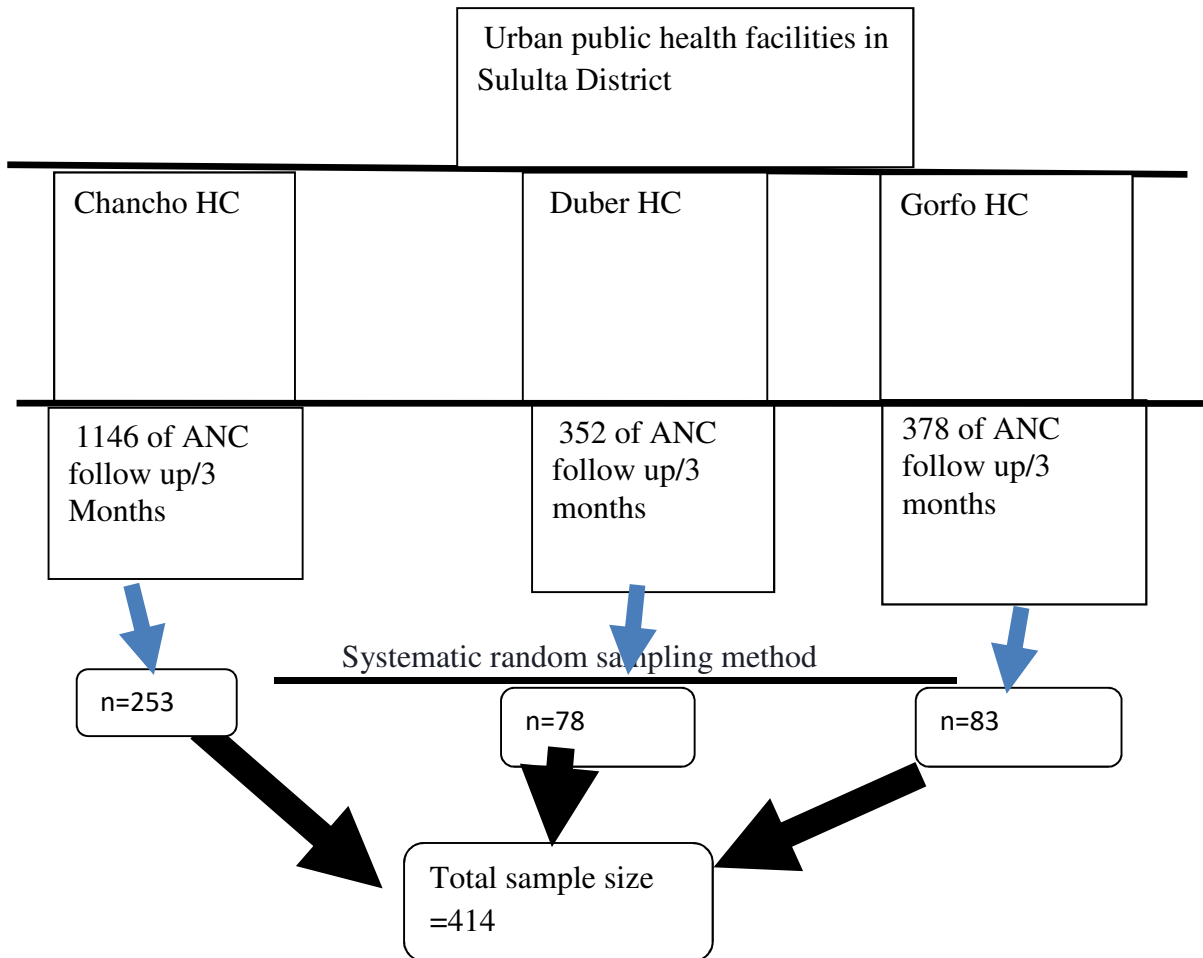 Urban public health facilities in
Sululta District
Chancho HC
Duber HC
Gorfo HC
1146 of ANC
follow up/3
Months
352 of ANC
follow up/3
months
378 of ANC
follow up/3
months
Systematic random sampling method
n=253
n=78
n=83
Total sample size
=414